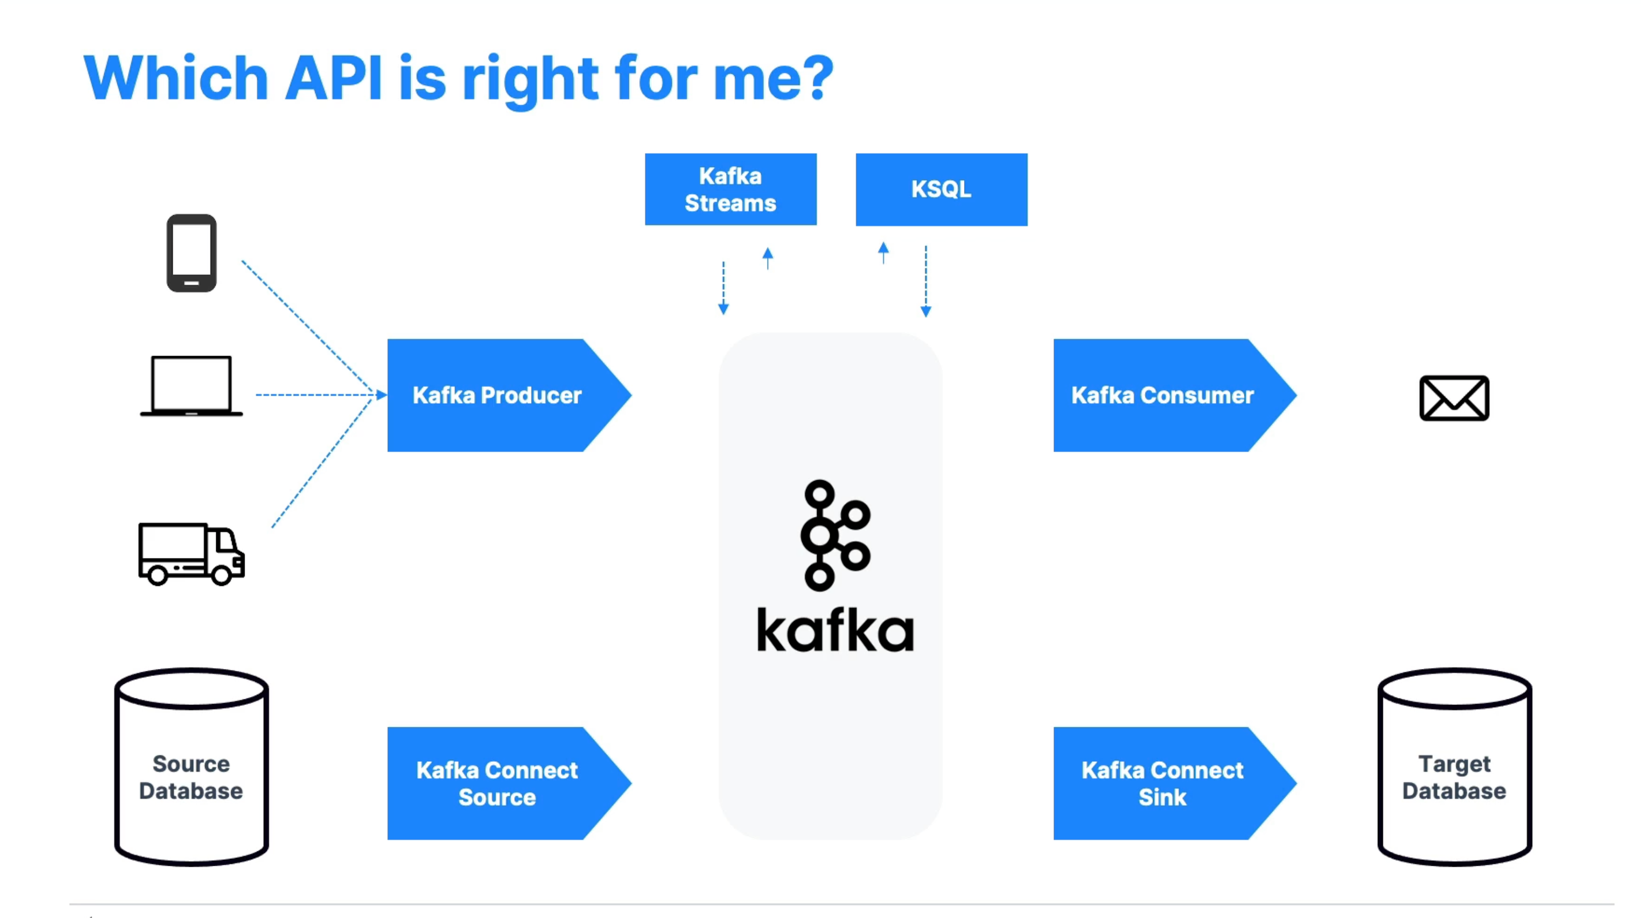 Which API is right for me?
Kafka
Streams
KSQL
Kafka Producer
Kafka Consumer
kafka
Source
Database
Kafka Connect
Source
Kafka Connect
Sink
Target
Database